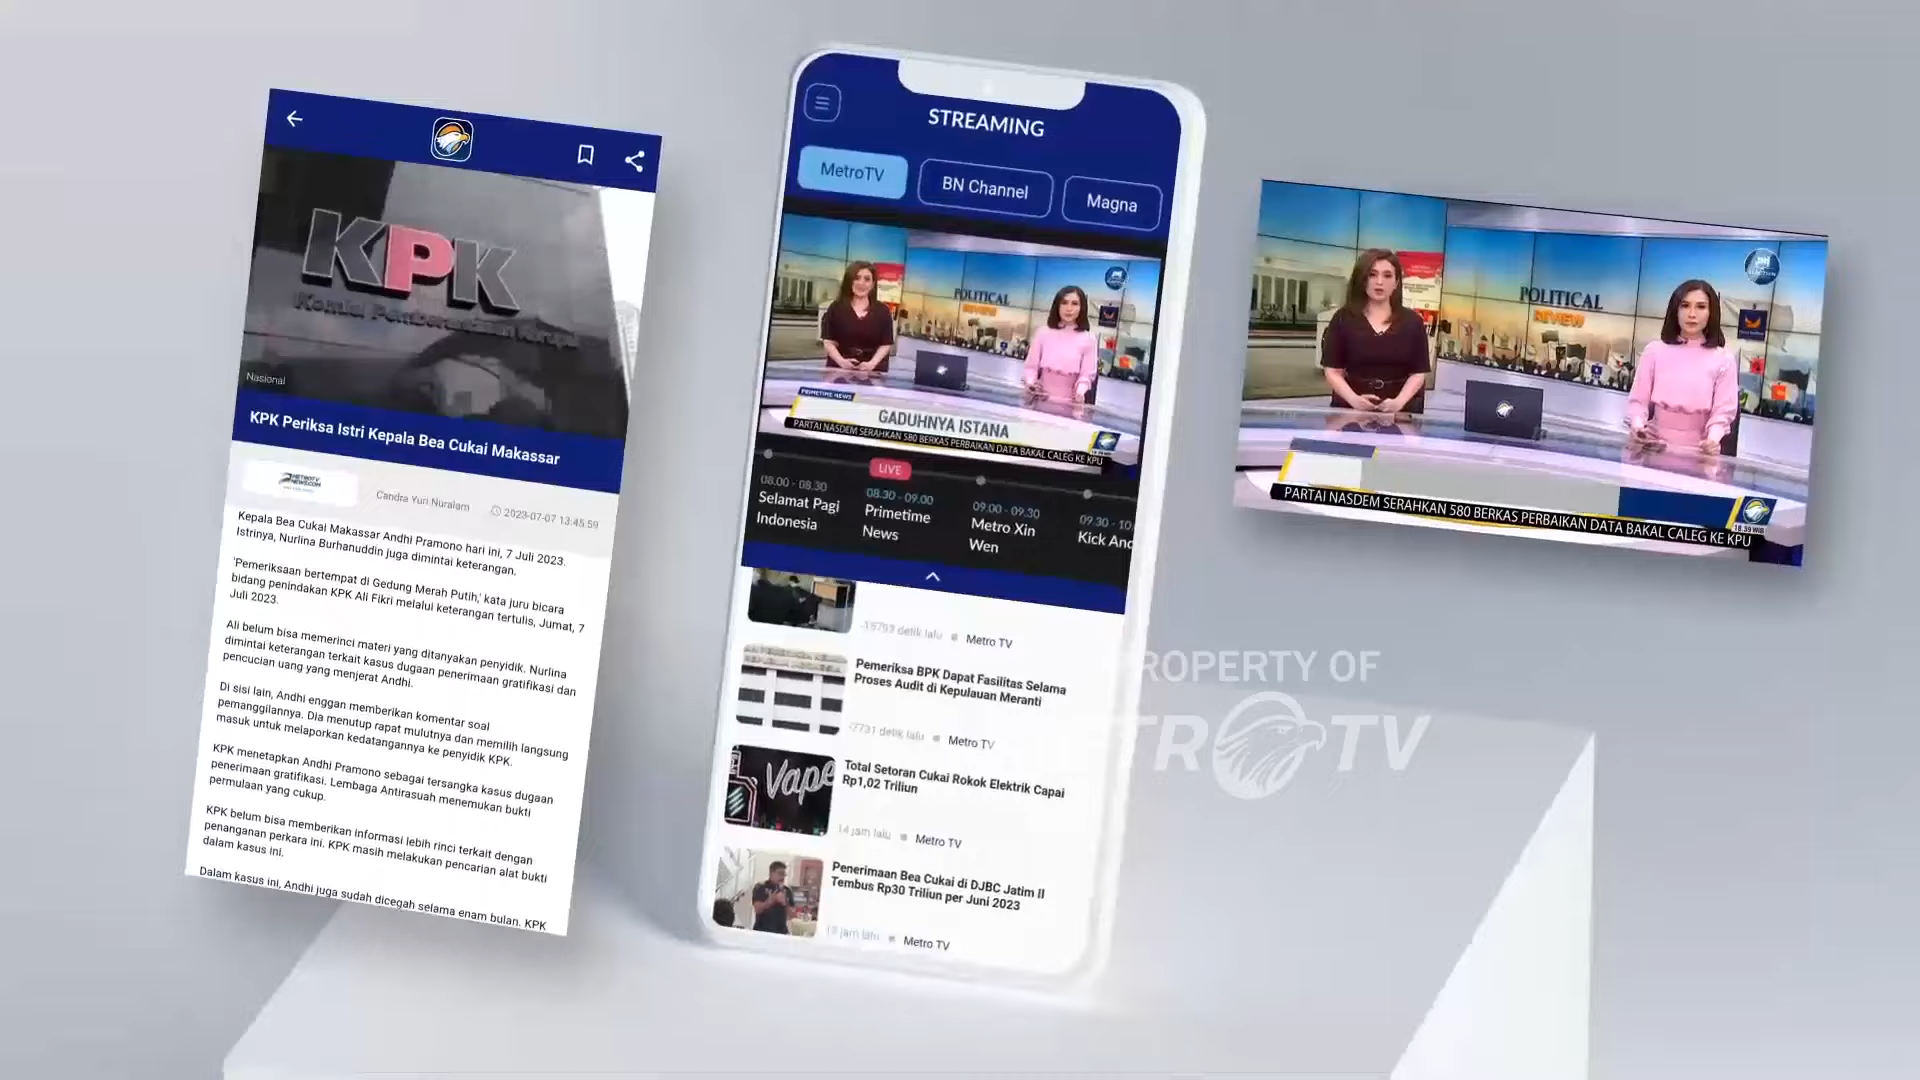 KPK
Nasional
KPK Periksa Istri Kepala Bea Cukai Makassar
METROTV
NEWS.COM
Candra Yuri Nuralam
2023-07-07 13:45:59
Kepala Bea Cukai Makassar Andhi Pramono hari ini, 7 Juli 2023.
Istrinya, Nurlina Burhanuddin juga dimintai keterangan.
'Pemeriksaan bertempat di Gedung Merah Putih,' kata juru bicara
bidang penindakan KPK Ali Fikri melalui keterangan tertulis, Jumat, 7
Juli 2023.
Ali belum bisa memerinci materi yang ditanyakan penyidik. Nurlina
dimintai keterangan terkait kasus dugaan penerimaan gratifikasi dan
pencucian uang yang menjerat Andhi.
Di sisi lain, Andhi enggan memberikan komentar soal
pemanggilannya. Dia menutup rapat mulutnya dan memilih langsung
masuk untuk melaporkan kedatangannya ke penyidik KPK.
KPK menetapkan Andhi Pramono sebagai tersangka kasus dugaan
penerimaan gratifikasi. Lembaga Antirasuah menemukan bukti
permulaan yang cukup.
KPK belum bisa memberikan informasi lebih rinci terkait dengan
penanganan perkara ini. KPK masih melakukan pencarian alat bukti
dalam kasus ini.
Dalam kasus ini, Andhi juga sudah dicegah selama enam bulan. KPK
STREAMING
MetroTV
BN Channel
Magna
POLITICAL
REVIEW
PRIMETIME NEWS
GADUHNYA ISTANA
PARTAI NASDEM SERAHKAN 580 BERKAS PERBAIKAN DATA BAKAL CALEG KE KPU
LIVE
08.00 - 08.30
Selamat Pagi
Indonesia
08.30 - 09.00
Primetime
News
09.00 - 09.30
Metro Xin
Wen
09.30 - 10
Kick And
-15793 detik lalu
Metro TV
Pemeriksa BPK Dapat Fasilitas Selama
Proses Audit di Kepulauan Meranti
-7731 detik lalu
Metro TV
Vape
Total Setoran Cukai Rokok Elektrik Capai
Rp1,02 Triliun
14 jam lalu
Metro TV
Penerimaan Bea Cukai di DJBC Jatim II
Tembus Rp30 Triliun per Juni 2023
jam lalu
Metro TV
POLITICAL
REVIEW
PARTAI NASDEM SERAHKAN 580 BERKAS PERBAIKAN DATA BAKAL CALEG KE KPU
18.39 WIB
ROPERTY OF
TR TV